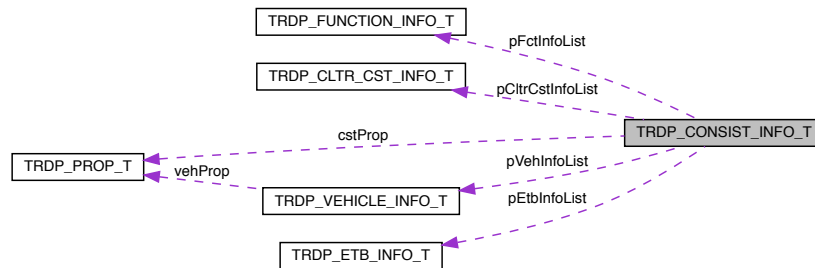 TRDP_FUNCTION_INFO_T
pFctInfoList
TRDP_CLTR_CST_INFO_T
pCltrCstInfoList
TRDP_CONSIST_INFO_T
cstProp
TRDP_PROP_T
vehProp
pVehInfoList
TRDP_VEHICLE_INFO_T
pEtbInfoList
TRDP_ETB_INFO_T